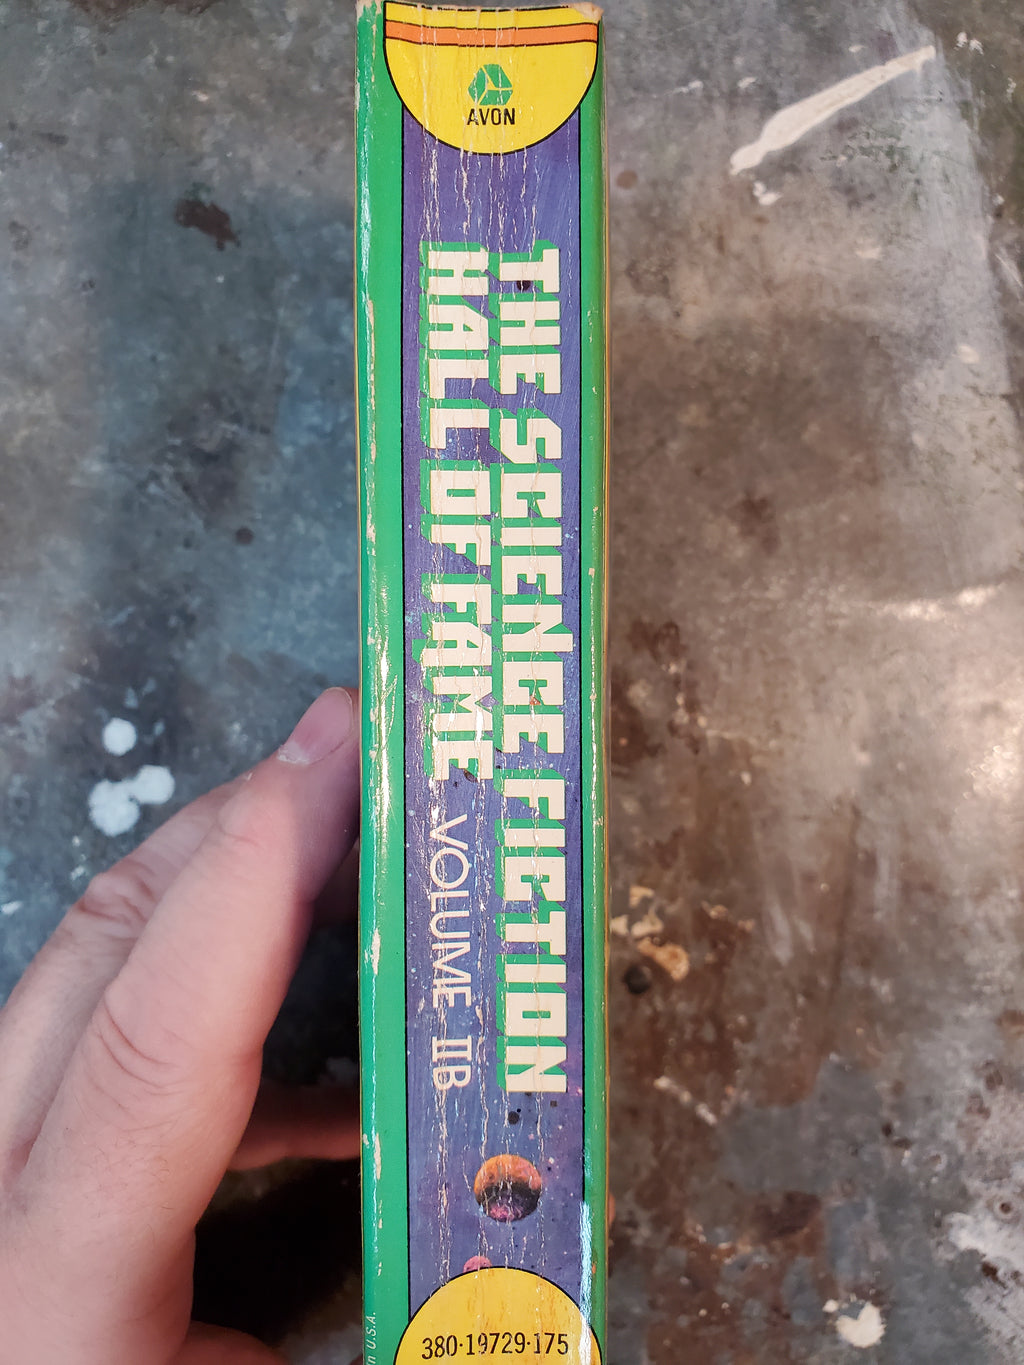 AVON
THE SCIENCE FICTION
HALL OF FAME VOLUME IIB
380·19729·175
U.S.A.